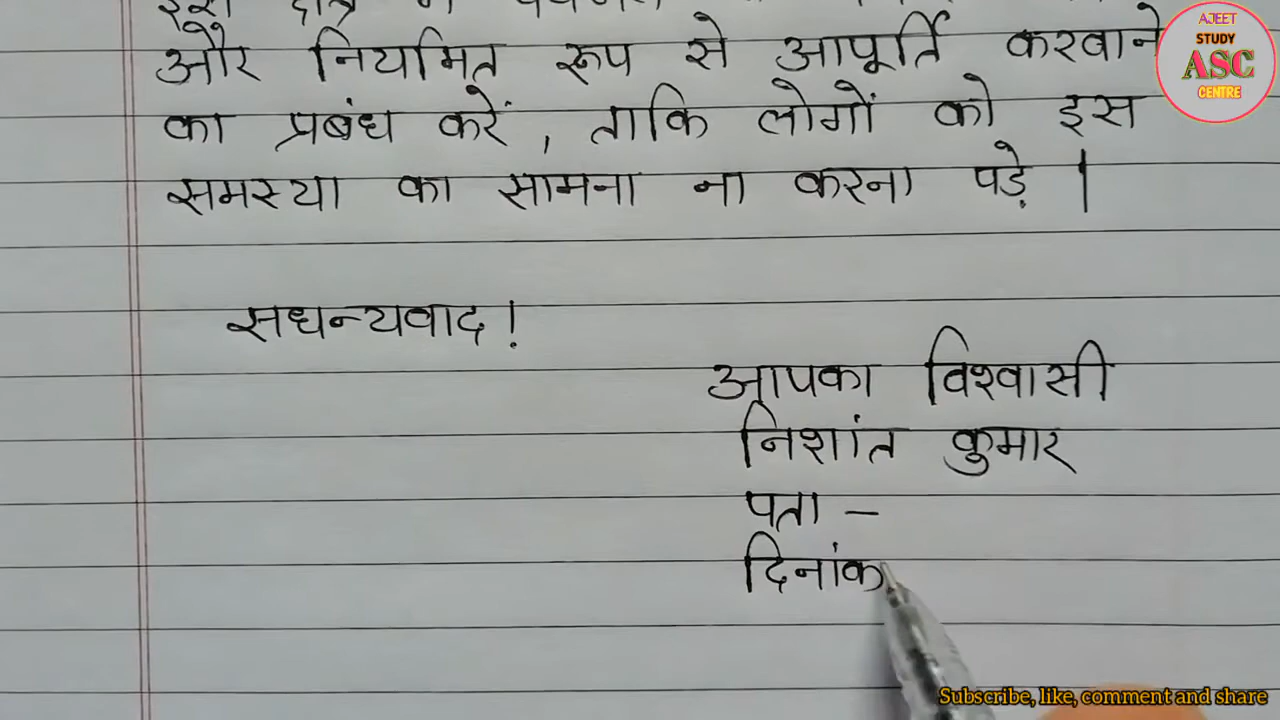 और नियमित रूप से आपूर्ति करवाने
का प्रबंध करें, ताकि लोगों को इस
समस्या का सामना ना करना पड़े |
सधन्यवाद !
आपका विश्वासी
निशांत कुमार
पता –
दिनांक
AJEET
STUDY
ASC
CENTRE
Subscribe, like, comment and share